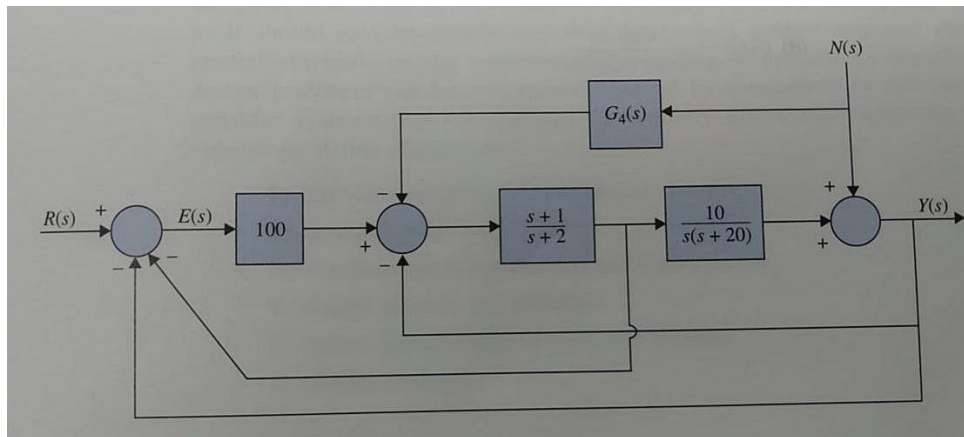 N(s)
G₄(s)
R(s)
+
−
−
E(s)
100
+
−
−
s + 1
s + 2
10
s(s + 20)
+
+
Y(s)